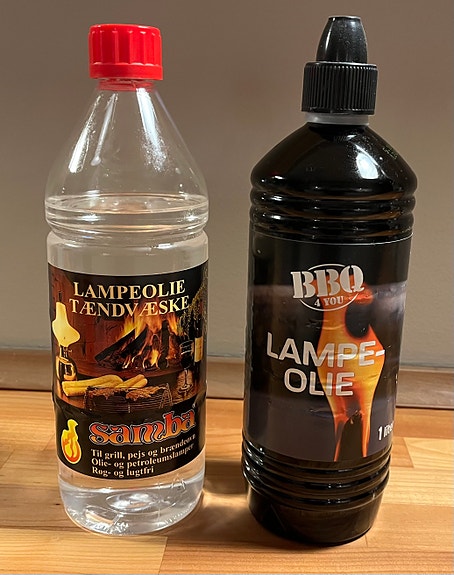 LAMPEOLIE
TÆNDVÆSKE
samba
Til grill, pejs og brændeovn
Olie- og petroleumslamper
Røg- og lugtfri
BBQ
4 YOU
LAMPE-
OLIE
1 liter